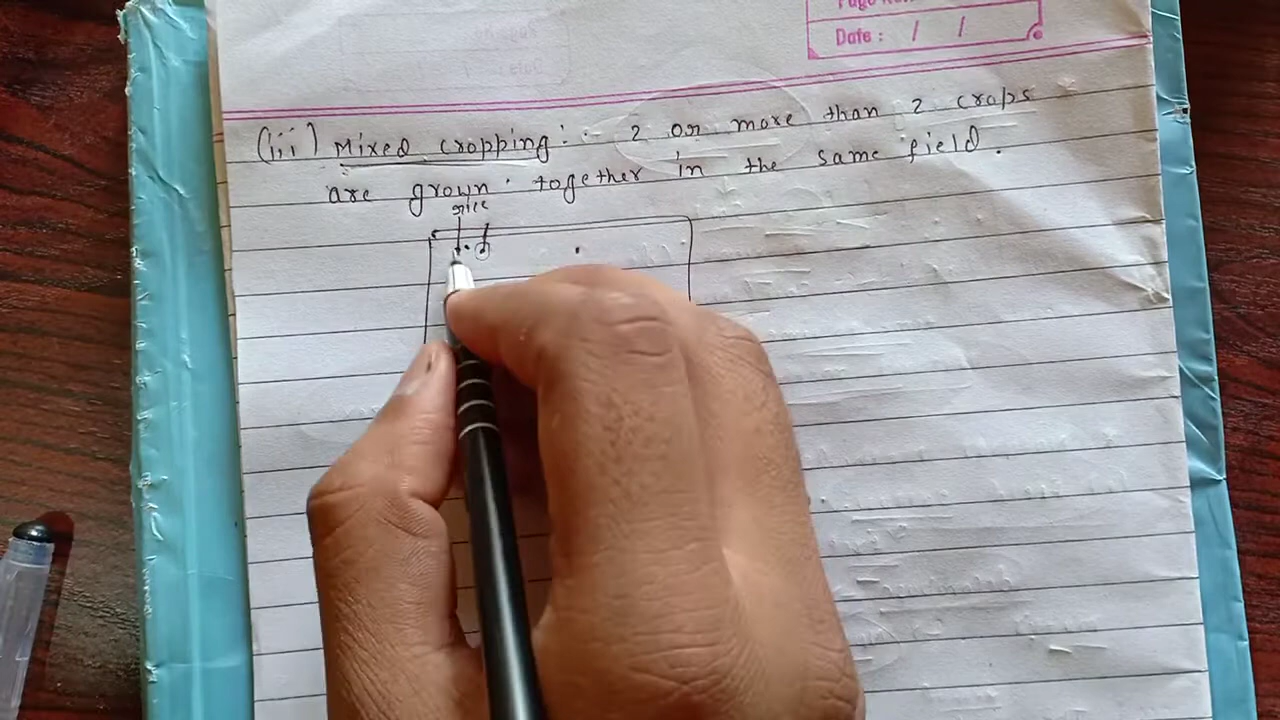 Date : / /
(iii) Mixed cropping :- 2 or more than 2 crops
are grown together in the same field.
rice